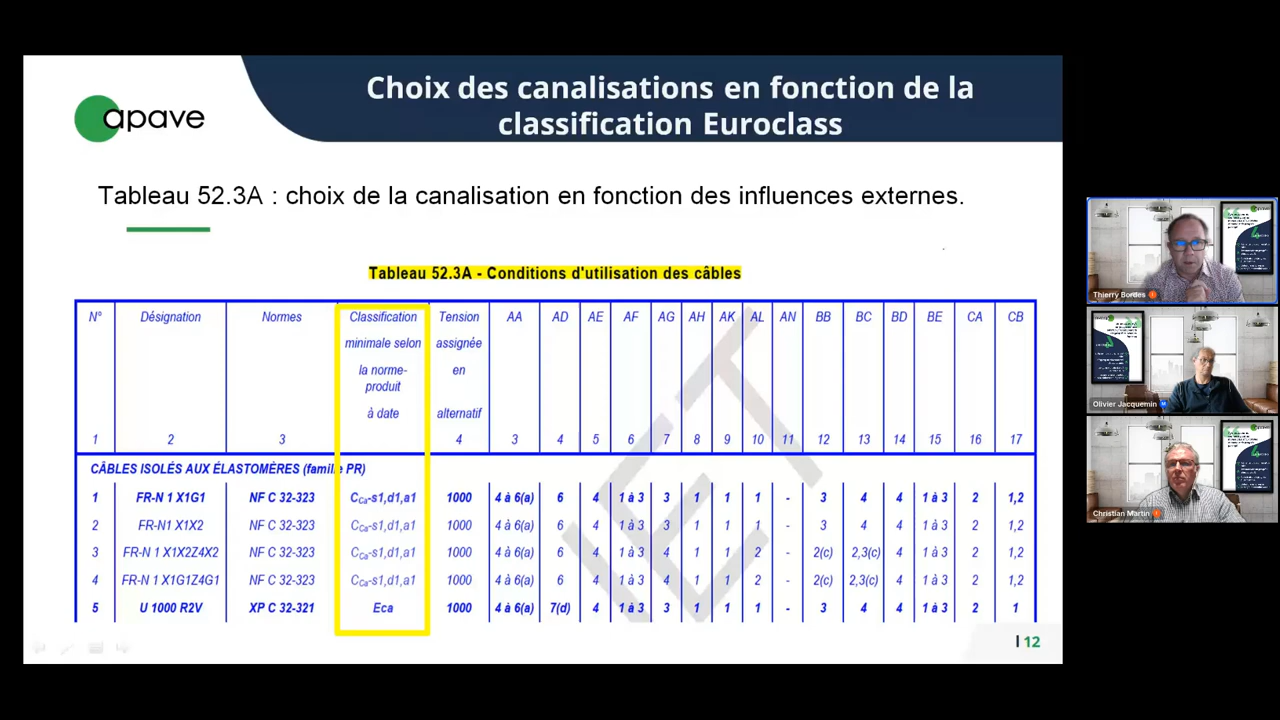 Choix des canalisations en fonction de la
classification Euroclass
apave
Tableau 52.3A : choix de la canalisation en fonction des influences externes.
Tableau 52.3A - Conditions d'utilisation des câbles
N° Désignation Normes Classification Tension AA AD AE AF AG AH AK AL AN BB BC BD BE CA CB
minimale selon assignée
la norme- en
produit
à date alternatif
1 2 3 4 3 4 5 6 7 8 9 10 11 12 13 14 15 16 17
CÂBLES ISOLÉS AUX ÉLASTOMÈRES (famille PR)
1 FR-N 1 X1G1 NF C 32-323 CCa-s1,d1,a1 1000 4 à 6(a) 6 4 1 à 3 3 1 1 1 - 3 4 4 1 à 3 2 1,2
2 FR-N1 X1X2 NF C 32-323 CCa-s1,d1,a1 1000 4 à 6(a) 6 4 1 à 3 3 1 1 1 - 3 4 4 1 à 3 2 1,2
3 FR-N 1 X1X2Z4X2 NF C 32-323 CCa-s1,d1,a1 1000 4 à 6(a) 6 4 1 à 3 4 1 1 2 - 2(c) 2,3(c) 4 1 à 3 2 1,2
4 FR-N 1 X1G1Z4G1 NF C 32-323 CCa-s1,d1,a1 1000 4 à 6(a) 6 4 1 à 3 4 1 1 2 - 2(c) 2,3(c) 4 1 à 3 2 1,2
5 U 1000 R2V XP C 32-321 Eca 1000 4 à 6(a) 7(d) 4 1 à 3 3 1 1 1 - 3 4 4 1 à 3 2 1
I 12
Thierry Bordes
Olivier Jacquemin
Christian Martin